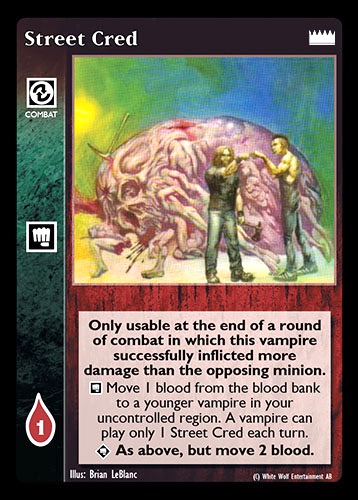 Street Cred
COMBAT
Only usable at the end of a round
of combat in which this vampire
successfully inflicted more
damage than the opposing minion.
Move 1 blood from the blood bank
to a younger vampire in your
uncontrolled region. A vampire can
play only 1 Street Cred each turn.
As above, but move 2 blood.
1
Illus: Brian LeBlanc
(C) White Wolf Entertainment AB